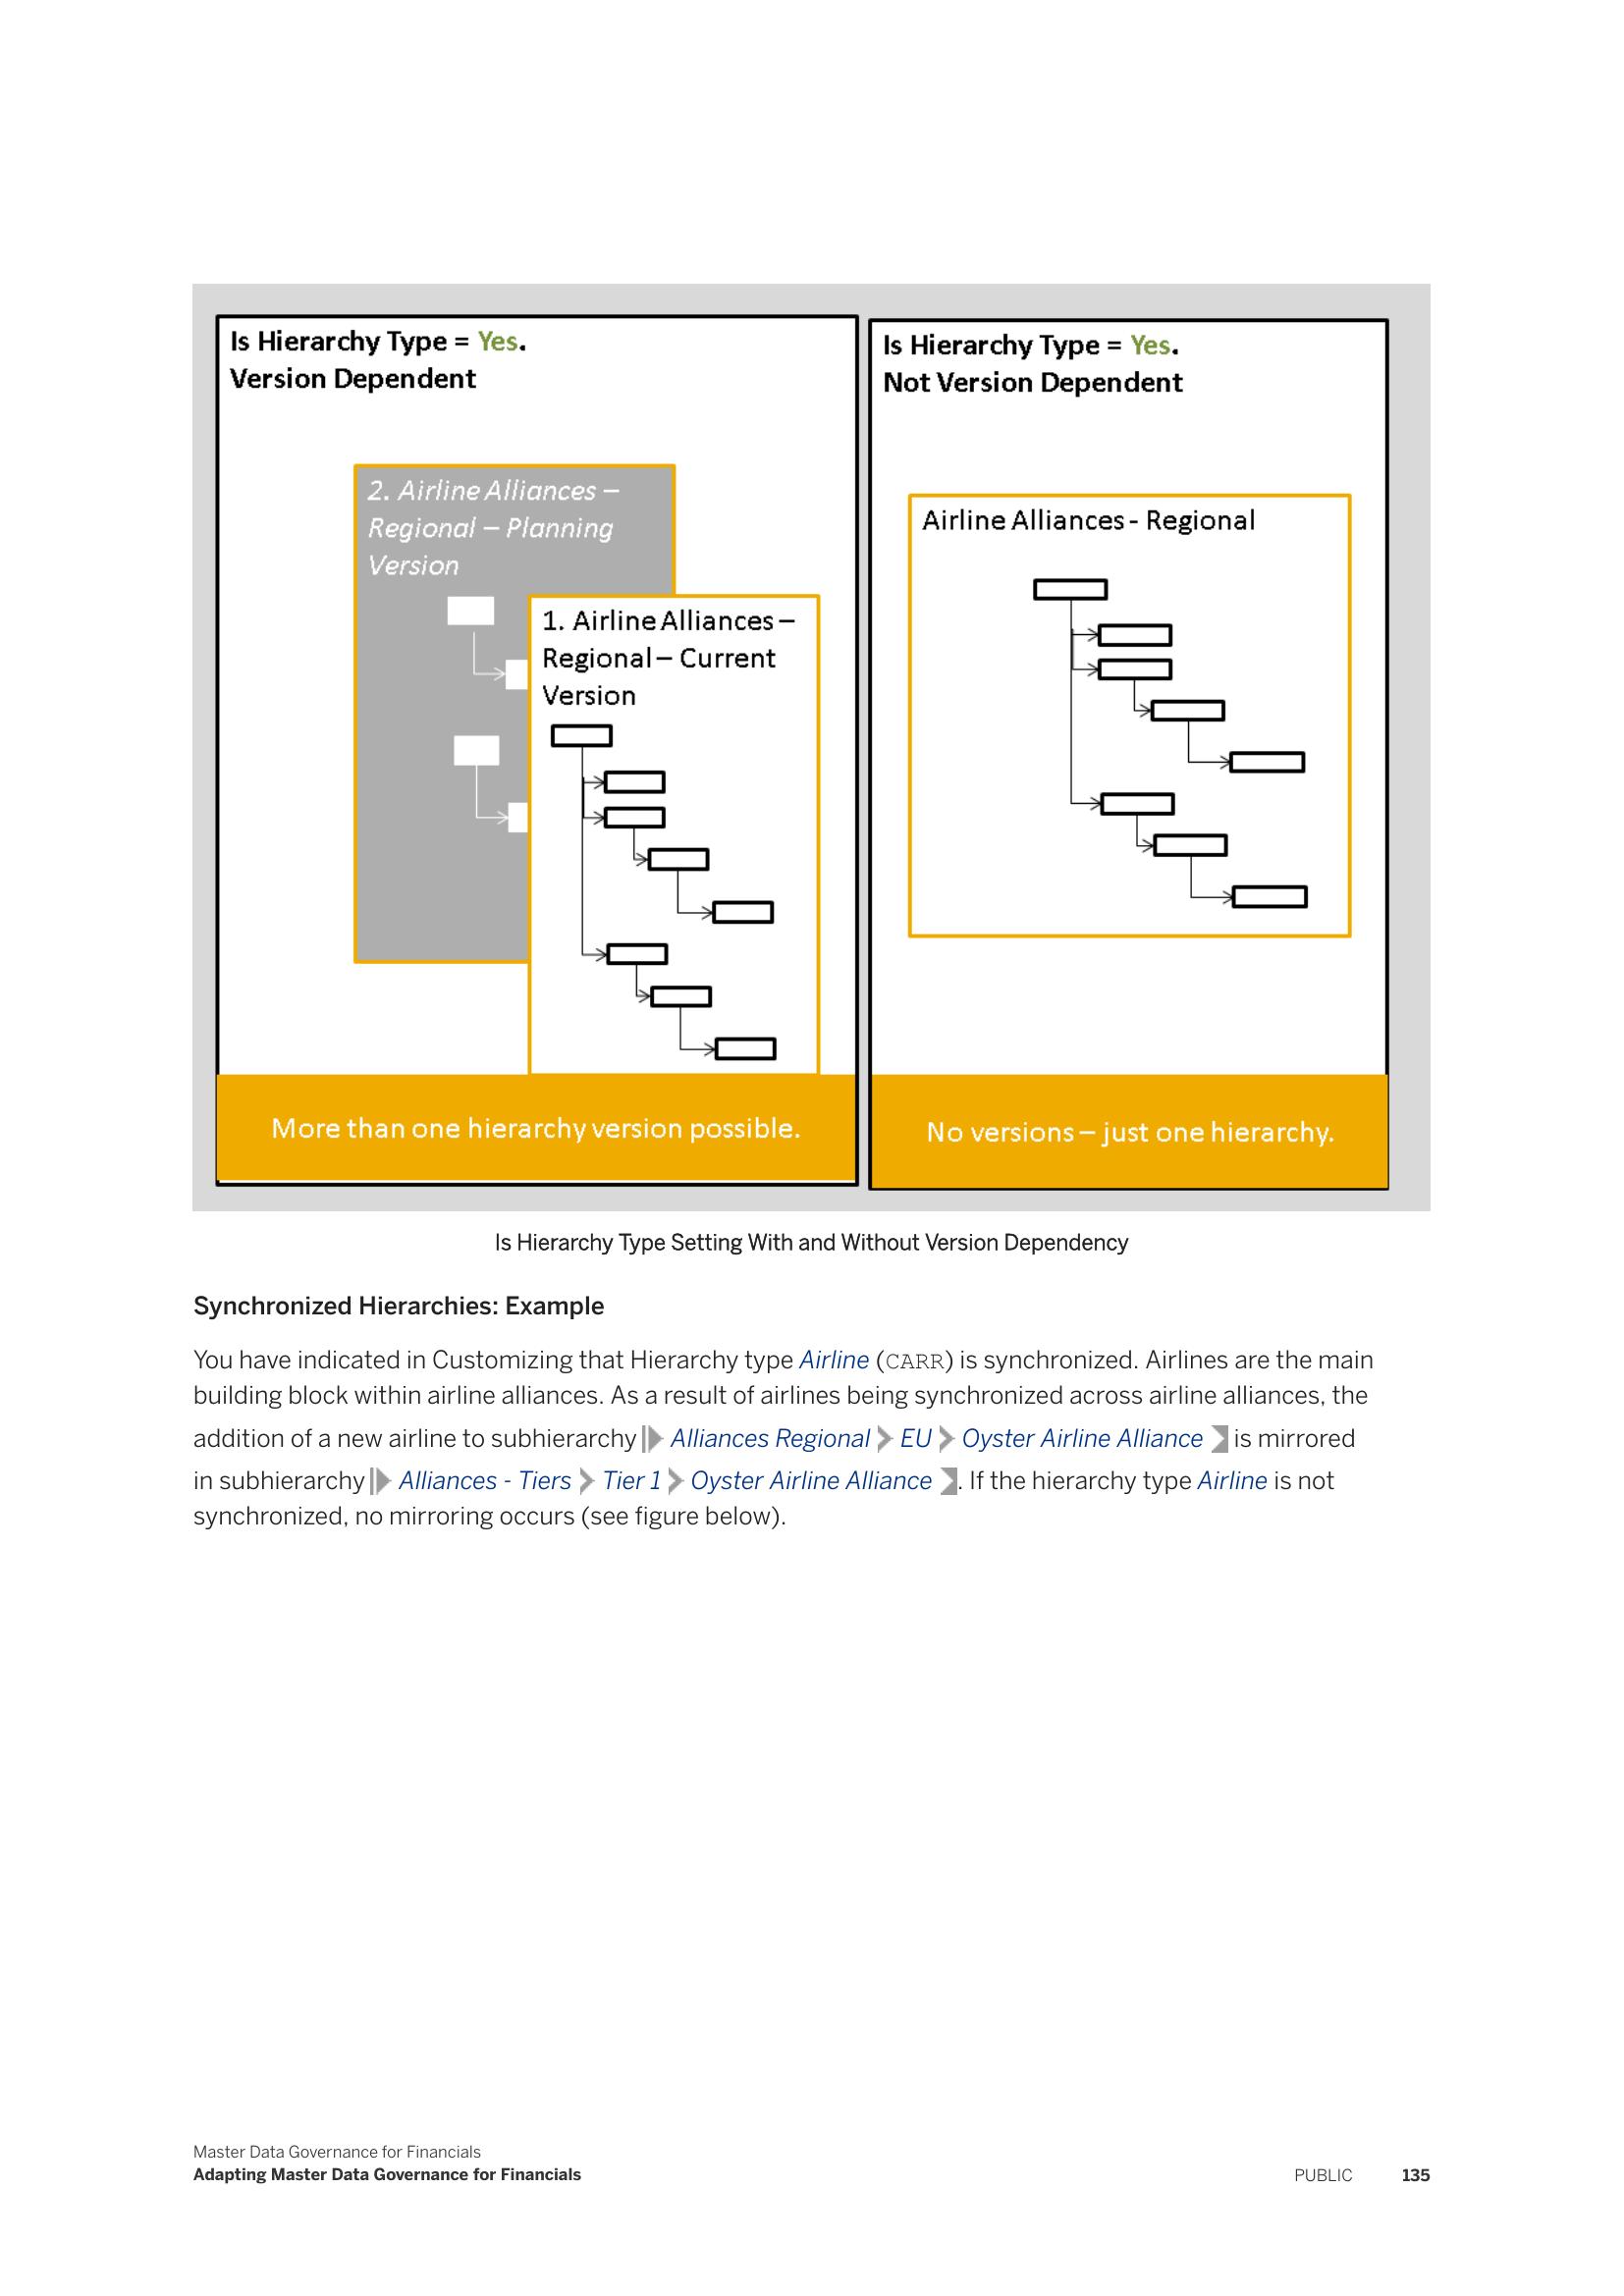 Is Hierarchy Type = Yes.
Version Dependent
2. Airline Alliances –
Regional – Planning
Version
1. Airline Alliances –
Regional – Current
Version
More than one hierarchy version possible.
Is Hierarchy Type = Yes.
Not Version Dependent
Airline Alliances - Regional
No versions – just one hierarchy.
Is Hierarchy Type Setting With and Without Version Dependency
Synchronized Hierarchies: Example
You have indicated in Customizing that Hierarchy type Airline (CARR) is synchronized. Airlines are the main
building block within airline alliances. As a result of airlines being synchronized across airline alliances, the
addition of a new airline to subhierarchy Alliances Regional EU Oyster Airline Alliance is mirrored
in subhierarchy Alliances - Tiers Tier 1 Oyster Airline Alliance . If the hierarchy type Airline is not
synchronized, no mirroring occurs (see figure below).
Master Data Governance for Financials
Adapting Master Data Governance for Financials
PUBLIC 135